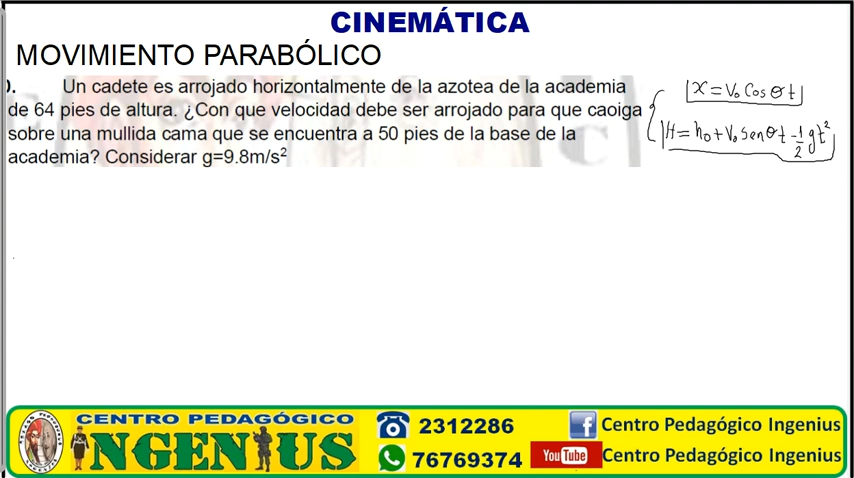 CINEMÁTICA
MOVIMIENTO PARABÓLICO
). Un cadete es arrojado horizontalmente de la azotea de la academia
de 64 pies de altura. ¿Con que velocidad debe ser arrojado para que caoiga
sobre una mullida cama que se encuentra a 50 pies de la base de la
academia? Considerar g=9.8m/s²
x = V₀ Cos θ t
H = h₀ + V₀ Sen θ t - 1/2 g t²
CENTRO PEDAGÓGICO
INGENIUS
2312286
76769374
Centro Pedagógico Ingenius
YouTube Centro Pedagógico Ingenius